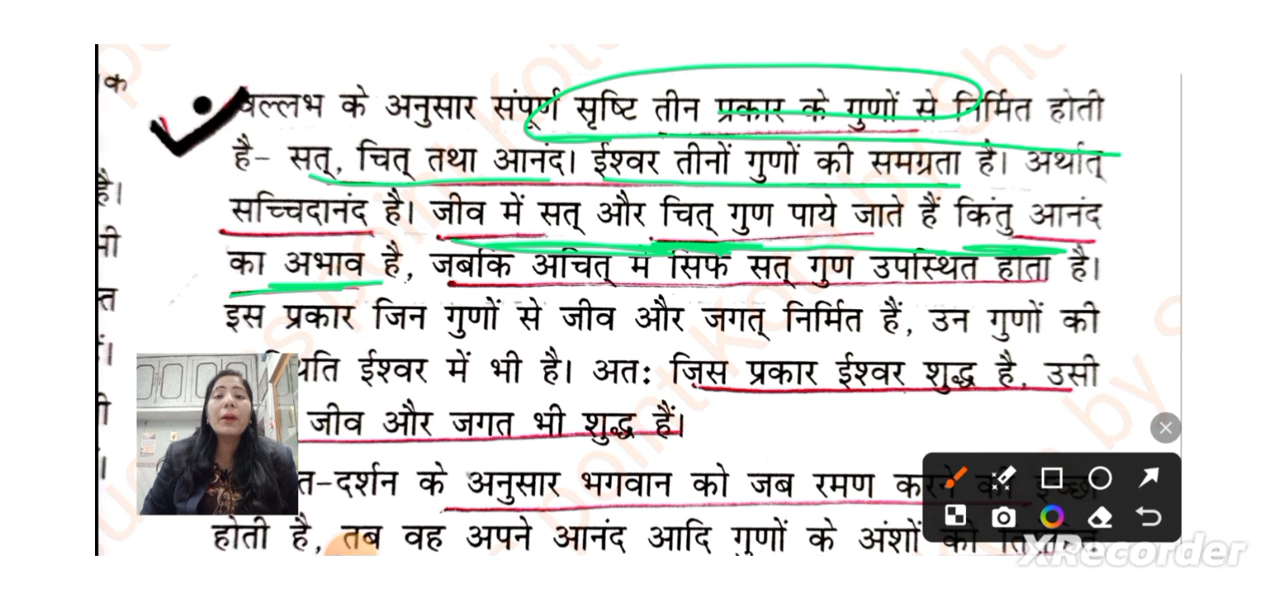 वल्लभ के अनुसार संपूर्ण सृष्टि तीन प्रकार के गुणों से निर्मित होती
है- सत्, चित् तथा आनंद। ईश्वर तीनों गुणों की समग्रता है। अर्थात्
सच्चिदानंद है। जीव में सत् और चित् गुण पाये जाते हैं किंतु आनंद
का अभाव है, जबकि अचित् में सिर्फ सत् गुण उपस्थित होता है।
इस प्रकार जिन गुणों से जीव और जगत् निर्मित हैं, उन गुणों की
ईश्वर में भी है। अतः जिस प्रकार ईश्वर शुद्ध है, उसी
जीव और जगत भी शुद्ध हैं।
दर्शन के अनुसार भगवान को जब रमण करने की इच्छा
होती है, तब वह अपने आनंद आदि गुणों के अंशों को
XRecorder